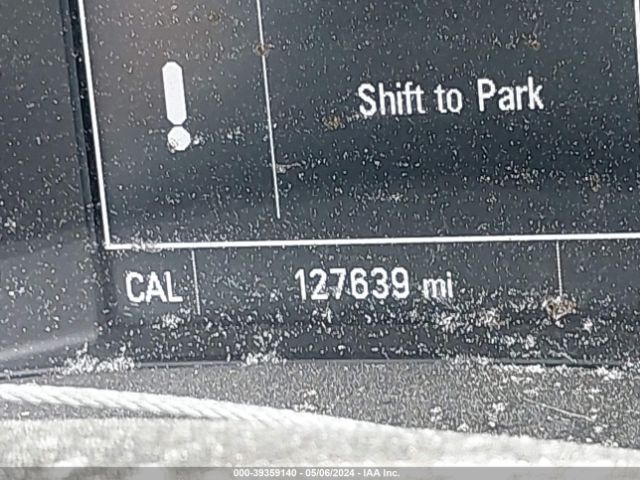 !
Shift to Park
CAL 127639 mi
000-39359140 - 05/06/2024 - IAA Inc.